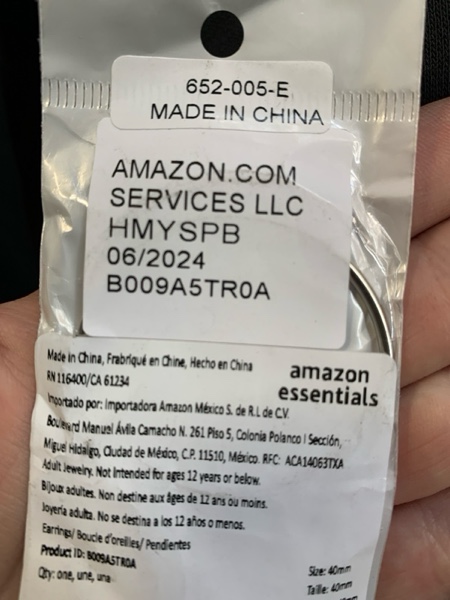 652-005-E
MADE IN CHINA
AMAZON.COM
SERVICES LLC
HMYSPB
06/2024
B009A5TR0A
Made in China, Frabriqué en Chine, Hecho en China
RN 116400/CA 61234
amazon
essentials
Importado por: Importadora Amazon México S. de R.L de C.V.
Boulevard Manuel Ávila Camacho N. 261 Piso 5, Colonia Polanco I Sección,
Miguel Hidalgo, Ciudad de México, C.P. 11510, México. RFC: ACA14063TXA
Adult Jewelry. Not intended for ages 12 years or below.
Bijoux adultes. Non destine aux âges de 12 ans ou moins.
Joyería adulta. No se destina a los 12 años o menos.
Earrings/ Boucle d'oreilles/ Pendientes
Product ID: B009A5TR0A
Qty: one, une, una
Size: 40mm
Taille: 40mm